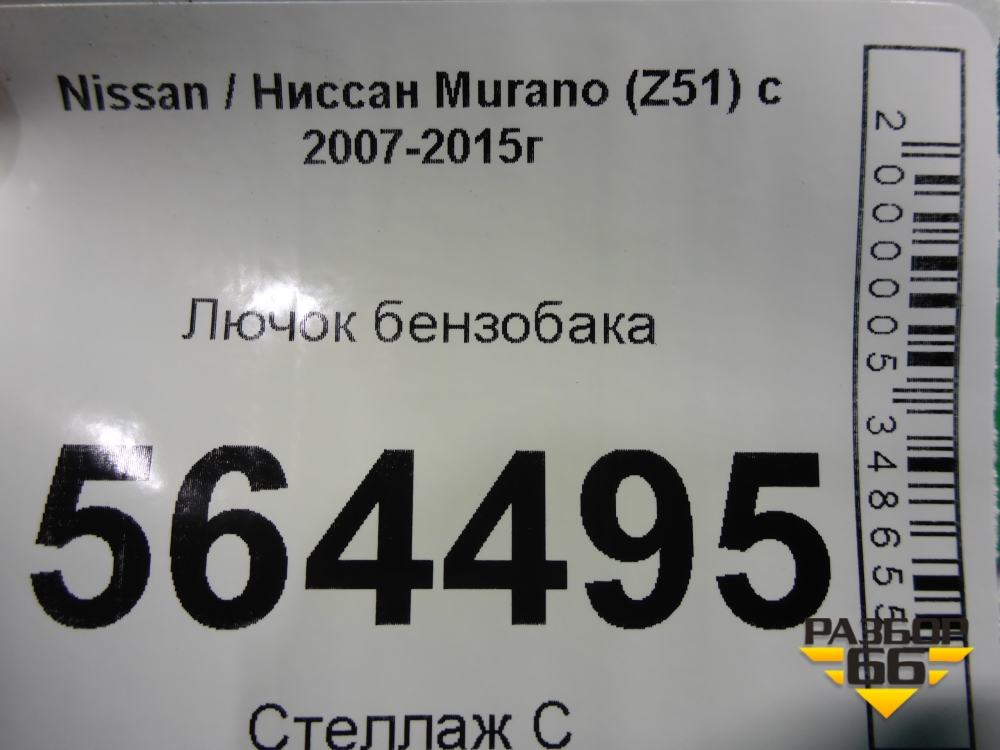 Nissan / Ниссан Murano (Z51) с
2007-2015г
Лючок бензобака
564495
Стеллаж С
2000005348655
РАЗБОР
66